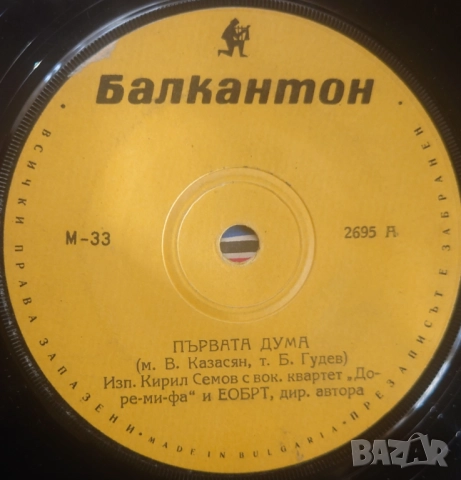 Балкантон
ВСИЧКИ ПРАВА ЗАПАЗЕНИ • MADE IN BULGARIA • ПРЕЗАПИСЪТ Е ЗАБРАНЕН
М-33
2695 А
ПЪРВАТА ДУМА
(м. В. Казасян, т. Б. Гудев)
Изп. Кирил Семов с вок. квартет „До-
ре-ми-фа“ и ЕОБРТ, дир. автора
BAZAR